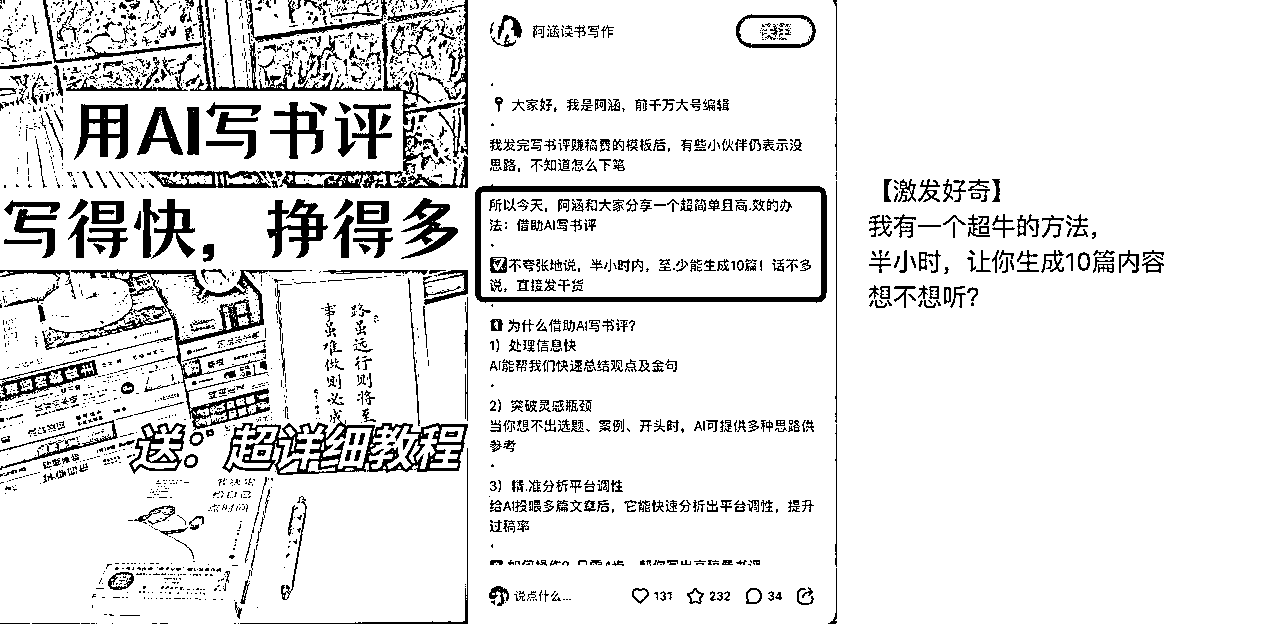 用AI写书评
写得快，挣得多
路虽远行则将至
事虽难做则必成
送：超详细教程
阿涵读书写作
关注
大家好，我是阿涵，前千万大号编辑
我发完写书评赚稿费的模板后，有些小伙伴仍表示没
思路，不知道怎么下笔
所以今天，阿涵和大家分享一个超简单且高.效的办
法：借助AI写书评
不夸张地说，半小时内，至.少能生成10篇！话不多
说，直接发干货
1 为什么借助AI写书评？
1）处理信息快
AI能帮我们快速总结观点及金句
2）突破灵感瓶颈
当你想不出选题、案例、开头时，AI可提供多种思路供
参考
3）精.准分析平台调性
给AI投喂多篇文章后，它能快速分析出平台调性，提升
过稿率
说点什么...
131
232
34
【激发好奇】
我有一个超牛的方法，
半小时，让你生成10篇内容
想不想听？